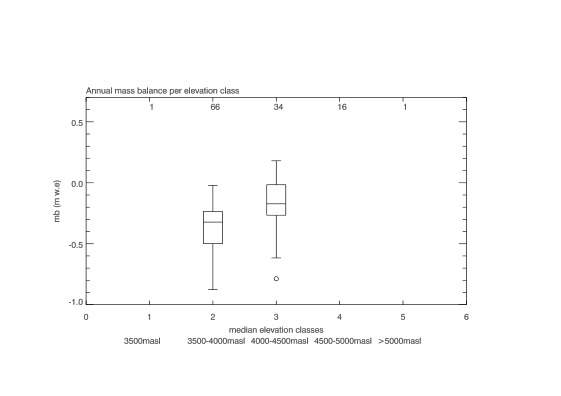 Annual mass balance per elevation class
1 66 34 16 1
0.5
0.0
-0.5
-1.0
mb (m w.e)
0 1 2 3 4 5 6
median elevation classes
3500masl 3500-4000masl 4000-4500masl 4500-5000masl >5000masl